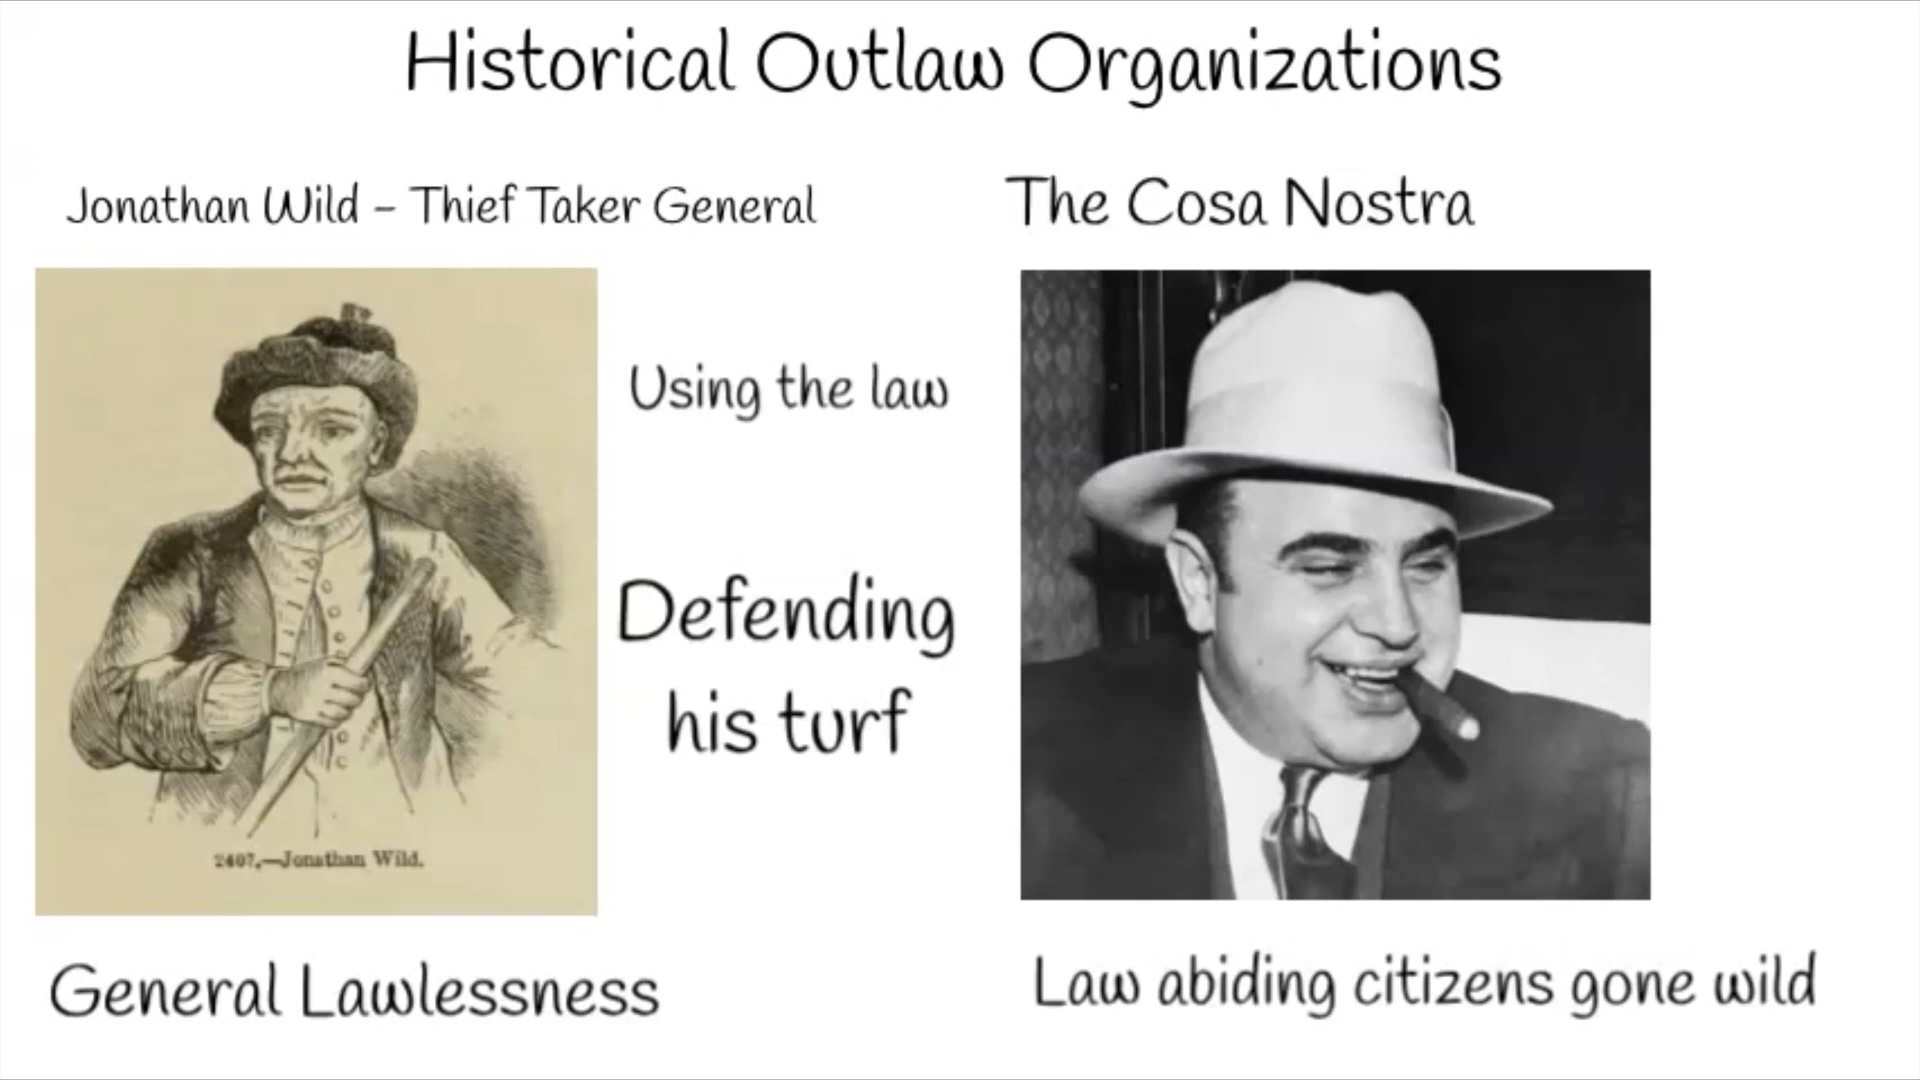 Historical Outlaw Organizations
Jonathan Wild - Thief Taker General
The Cosa Nostra
Using the law
Defending
his turf
2407,—Jonathan Wild.
General Lawlessness
Law abiding citizens gone wild